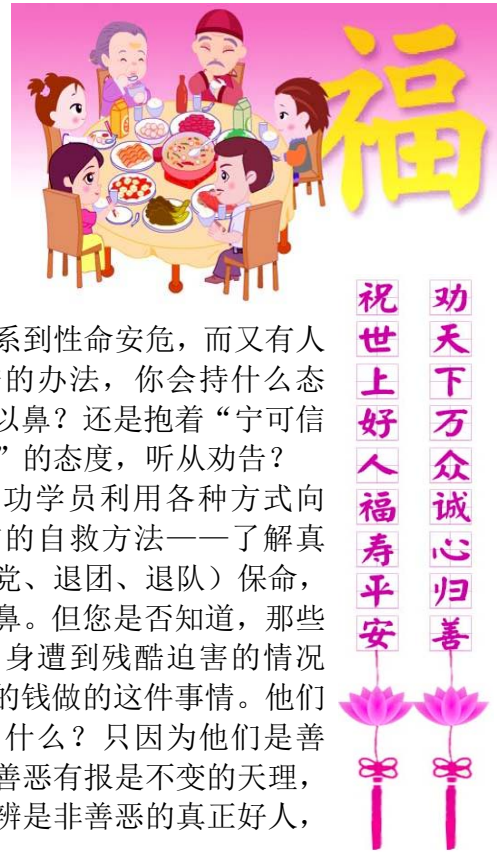 福
劝天下万众诚心归善
祝世上好人福寿平安
系到性命安危，而又有人
的办法，你会持什么态
以鼻？还是抱着“宁可信
”的态度，听从劝告？
功学员利用各种方式向
的自救方法——了解真
党、退团、退队）保命，
鼻。但您是否知道，那些
身遭到残酷迫害的情况
的钱做的这件事情。他们
什么？只因为他们是善
善恶有报是不变的天理，
辨是非善恶的真正好人，